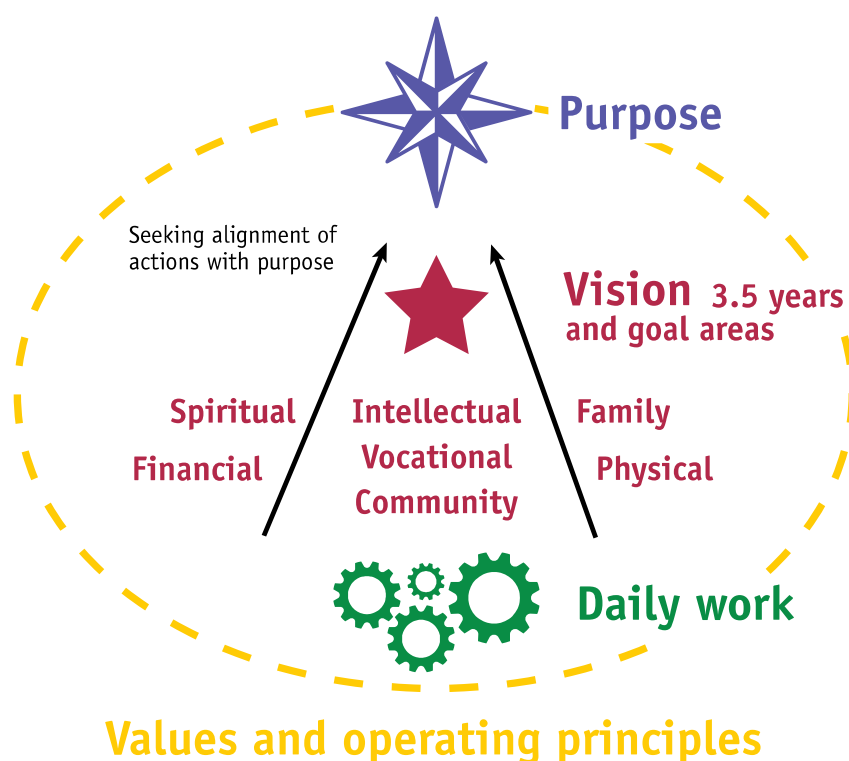 Purpose
Seeking alignment of
actions with purpose
Vision 3.5 years
and goal areas
Spiritual
Intellectual
Family
Financial
Vocational
Physical
Community
Daily work
Values and operating principles